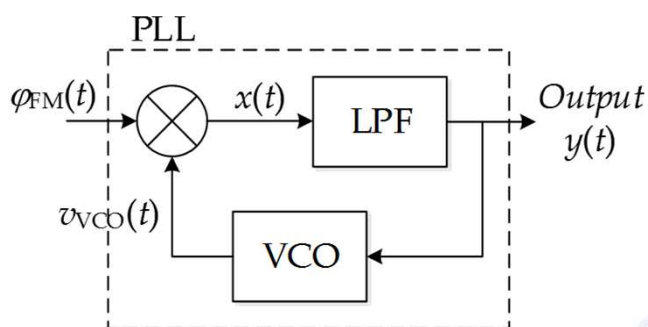 PLL
φFM(t)
x(t)
LPF
Output
y(t)
vVCO(t)
VCO